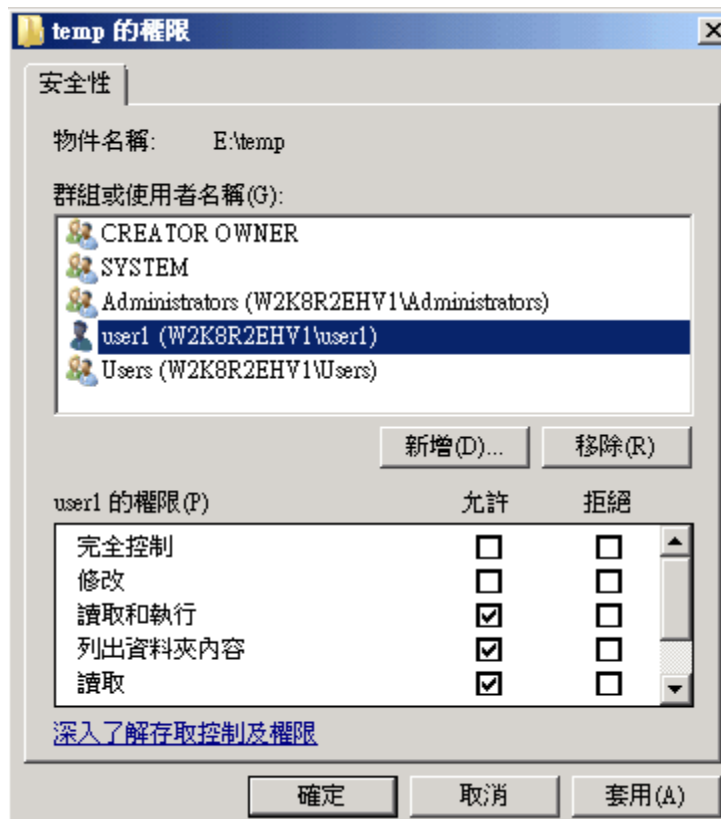 temp 的權限
安全性
物件名稱: E:\temp
群組或使用者名稱(G):
CREATOR OWNER
SYSTEM
Administrators (W2K8R2EHV1\Administrators)
user1 (W2K8R2EHV1\user1)
Users (W2K8R2EHV1\Users)
新增(D)... 移除(R)
user1 的權限(P) 允許 拒絕
完全控制
修改
讀取和執行
列出資料夾內容
讀取
深入了解存取控制及權限
確定 取消 套用(A)